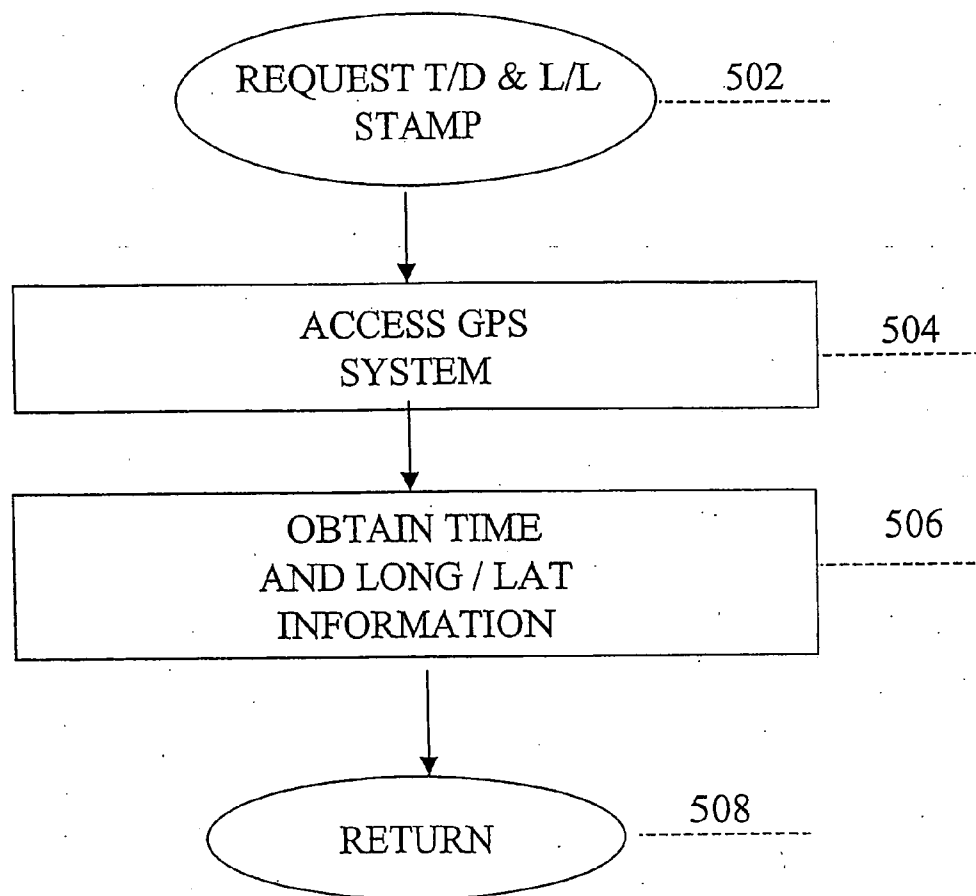 REQUEST T/D & L/L
STAMP
502
ACCESS GPS
SYSTEM
504
OBTAIN TIME
AND LONG / LAT
INFORMATION
506
RETURN
508